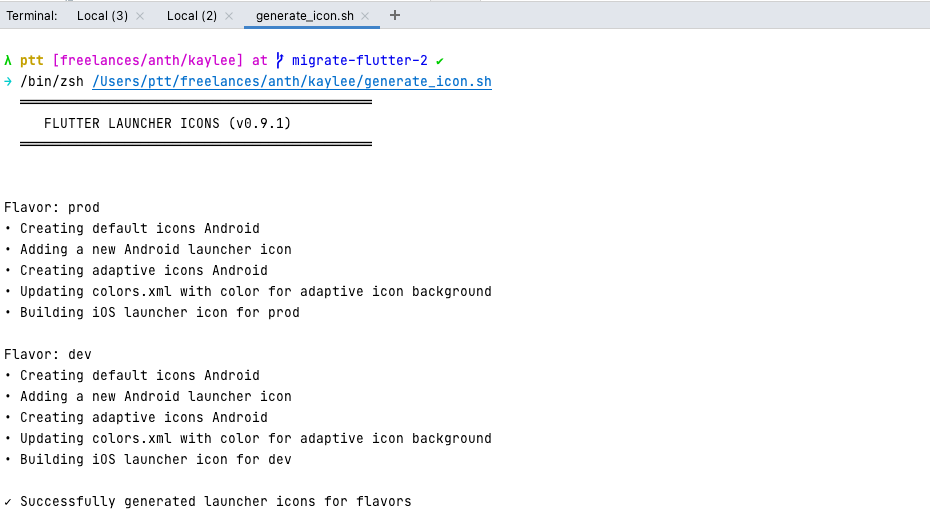 Terminal: Local (3) × Local (2) × generate_icon.sh × +
λ ptt [freelances/anth/kaylee] at migrate-flutter-2 ✔
→ /bin/zsh /Users/ptt/freelances/anth/kaylee/generate_icon.sh
FLUTTER LAUNCHER ICONS (v0.9.1)
Flavor: prod
• Creating default icons Android
• Adding a new Android launcher icon
• Creating adaptive icons Android
• Updating colors.xml with color for adaptive icon background
• Building iOS launcher icon for prod
Flavor: dev
• Creating default icons Android
• Adding a new Android launcher icon
• Creating adaptive icons Android
• Updating colors.xml with color for adaptive icon background
• Building iOS launcher icon for dev
✓ Successfully generated launcher icons for flavors